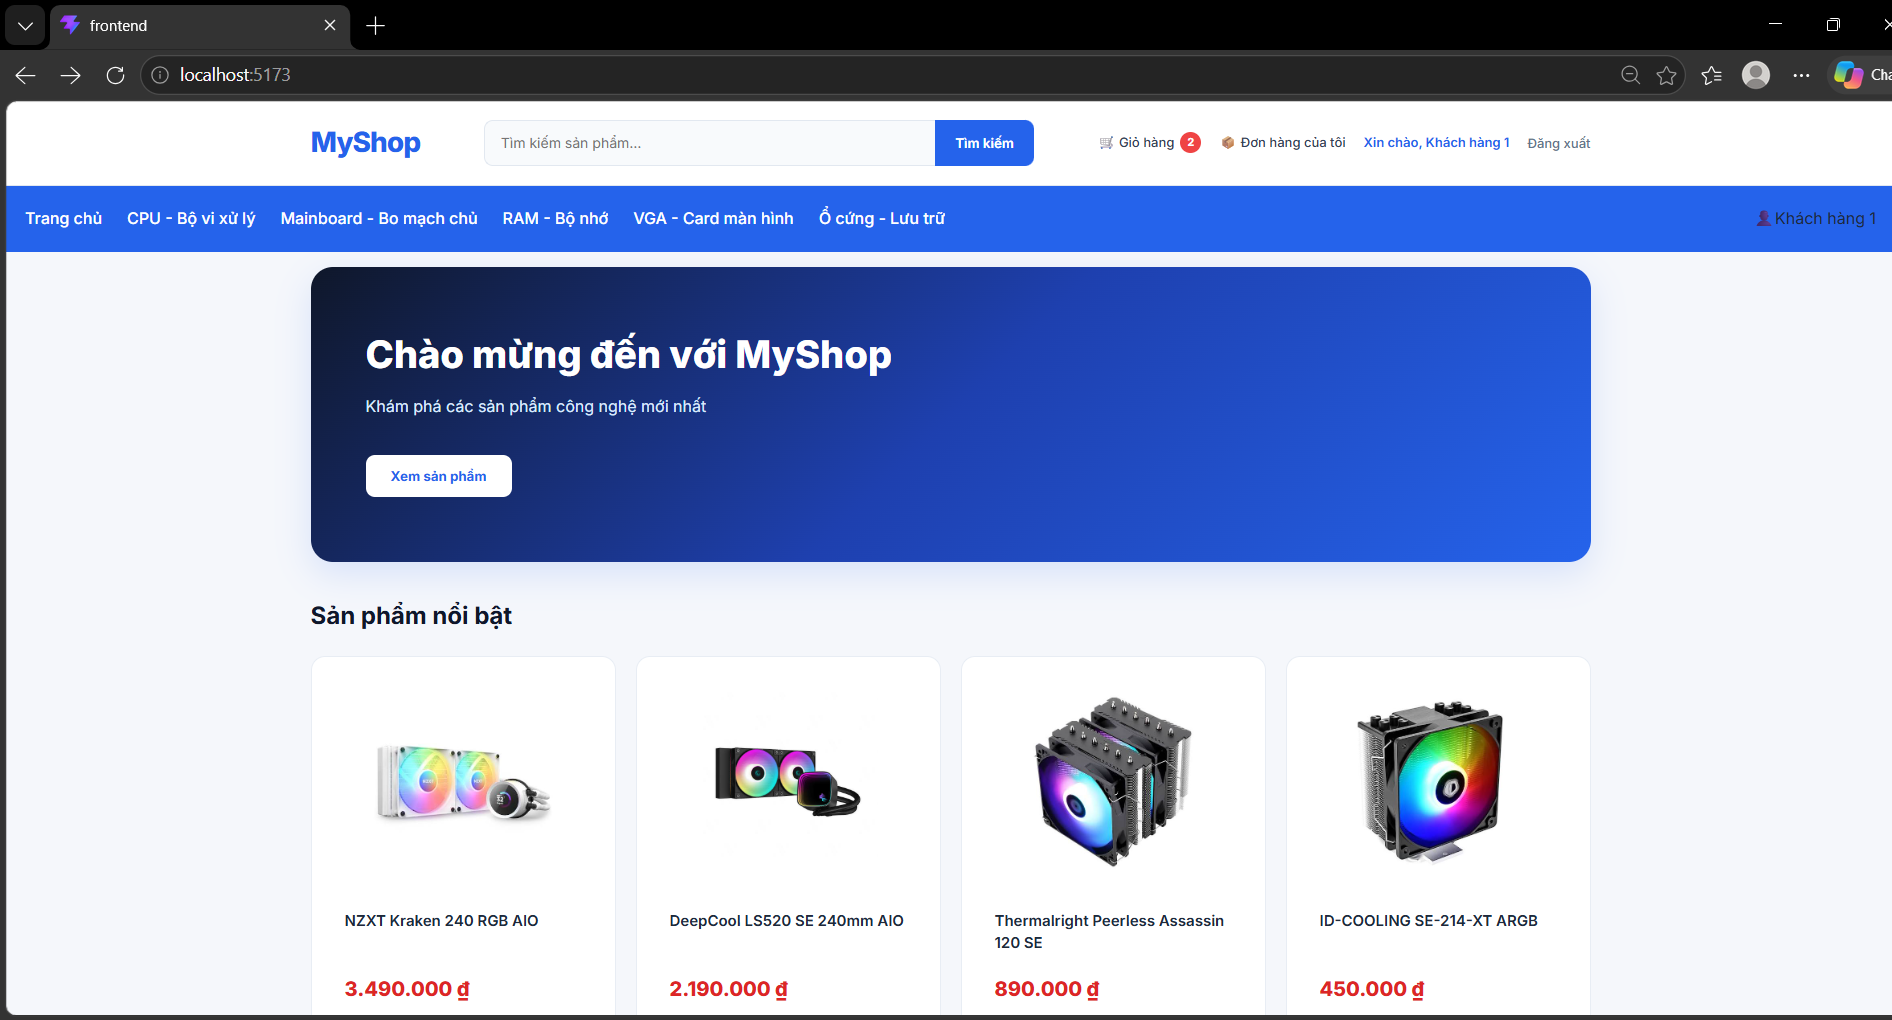 frontend
localhost:5173
Cha
MyShop
Tìm kiếm sản phẩm...
Tìm kiếm
Giỏ hàng 2
Đơn hàng của tôi
Xin chào, Khách hàng 1
Đăng xuất
Trang chủ
CPU - Bộ vi xử lý
Mainboard - Bo mạch chủ
RAM - Bộ nhớ
VGA - Card màn hình
Ổ cứng - Lưu trữ
Khách hàng 1
Chào mừng đến với MyShop
Khám phá các sản phẩm công nghệ mới nhất
Xem sản phẩm
Sản phẩm nổi bật
NZXT Kraken 240 RGB AIO
3.490.000 ₫
DeepCool LS520 SE 240mm AIO
2.190.000 ₫
Thermalright Peerless Assassin
120 SE
890.000 ₫
ID-COOLING SE-214-XT ARGB
450.000 ₫